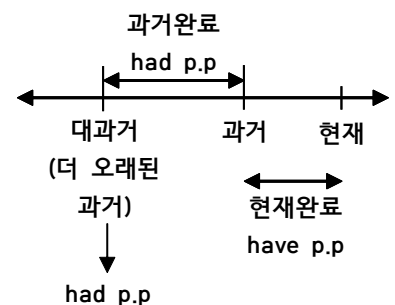 과거완료
had p.p
대과거 과거 현재
(더 오래된
과거)
현재완료
have p.p
had p.p